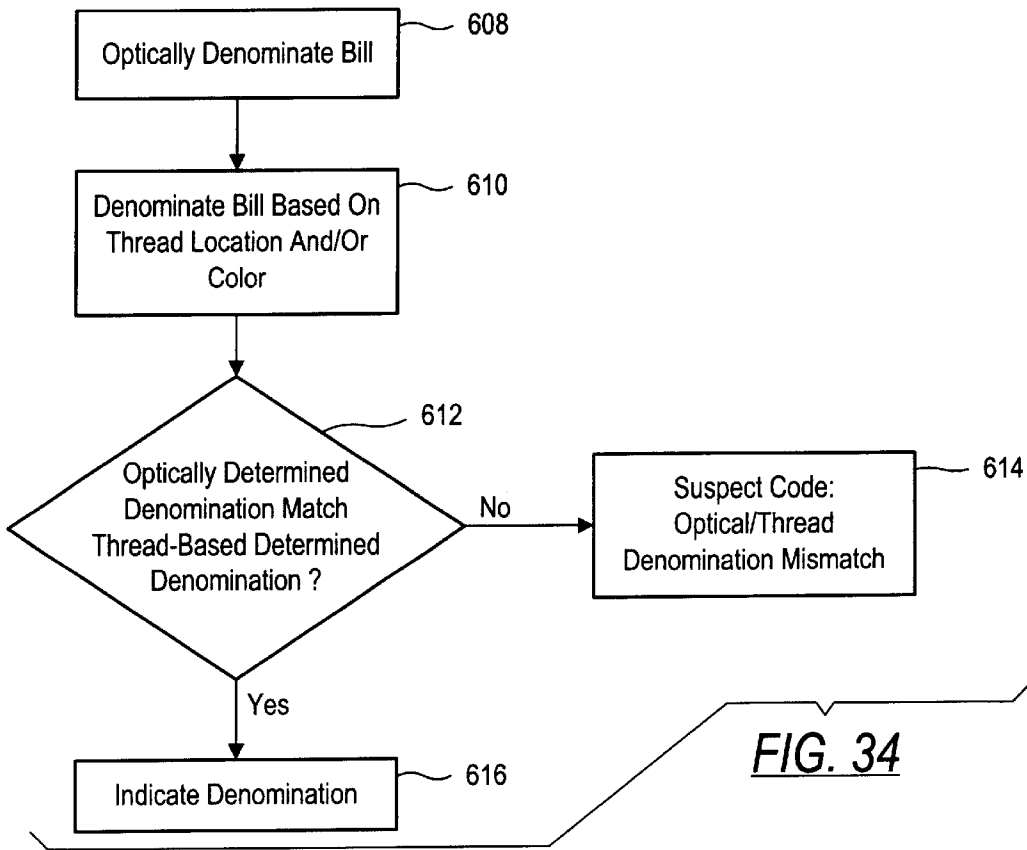 Optically Denominate Bill
608
Denominate Bill Based On
Thread Location And/Or
Color
610
Optically Determined
Denomination Match
Thread-Based Determined
Denomination ?
612
No
Suspect Code:
Optical/Thread
Denomination Mismatch
614
Yes
Indicate Denomination
616
FIG. 34